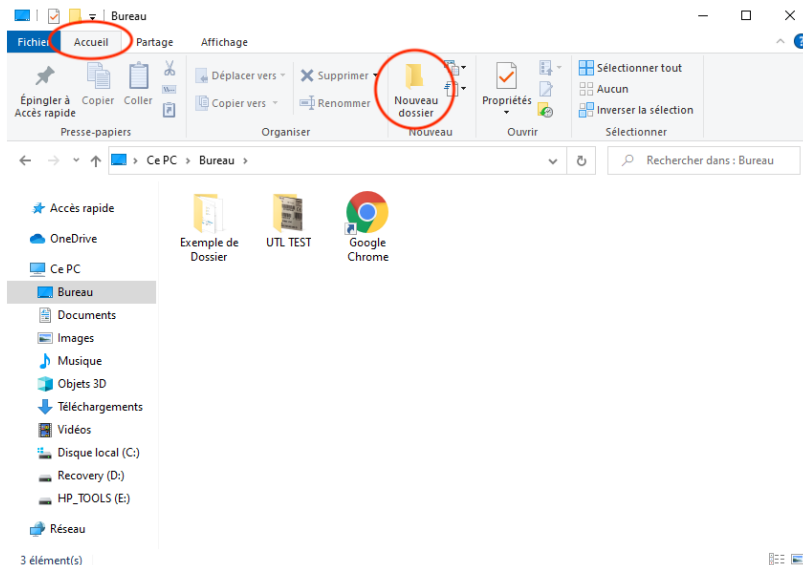 Bureau
Fichier Accueil Partage Affichage
Épingler à Accès rapide
Copier
Coller
Déplacer vers
Copier vers
Supprimer
Renommer
Nouveau dossier
Propriétés
Sélectionner tout
Aucun
Inverser la sélection
Presse-papiers Organiser Nouveau Ouvrir Sélectionner
Ce PC > Bureau >
Rechercher dans : Bureau
Accès rapide
OneDrive
Ce PC
Bureau
Documents
Images
Musique
Objets 3D
Téléchargements
Vidéos
Disque local (C:)
Recovery (D:)
HP_TOOLS (E:)
Réseau
Exemple de Dossier
UTL TEST
Google Chrome
3 élément(s)